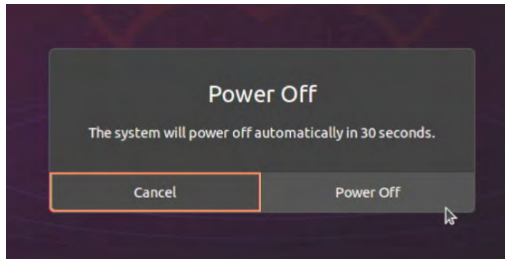 Power Off
The system will power off automatically in 30 seconds.
Cancel
Power Off